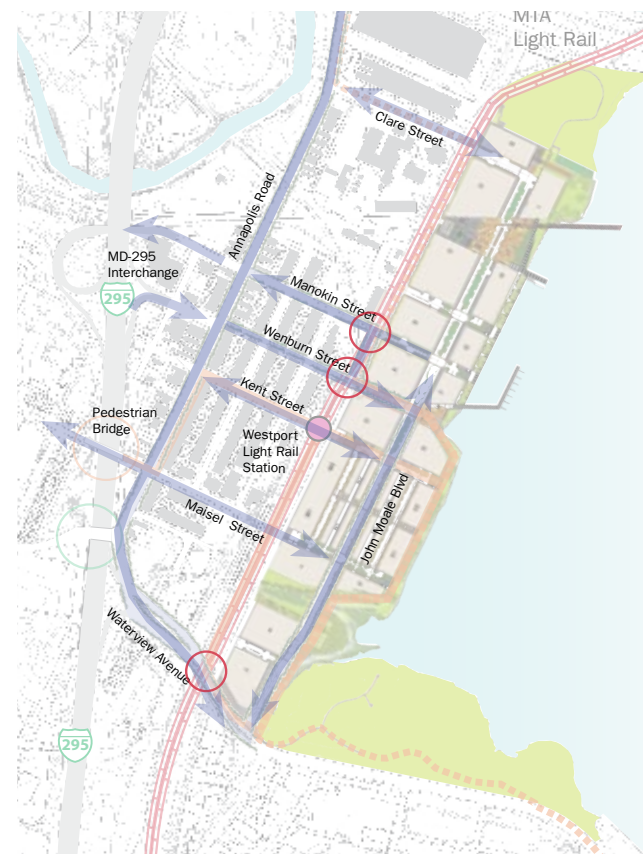 MTA
Light Rail
Clare Street
Annapolis Road
MD-295
Interchange
295
Manokin Street
Wenburn Street
Kent Street
Pedestrian
Bridge
Westport
Light Rail
Station
John Moale Blvd
Maisel Street
Waterview Avenue
295